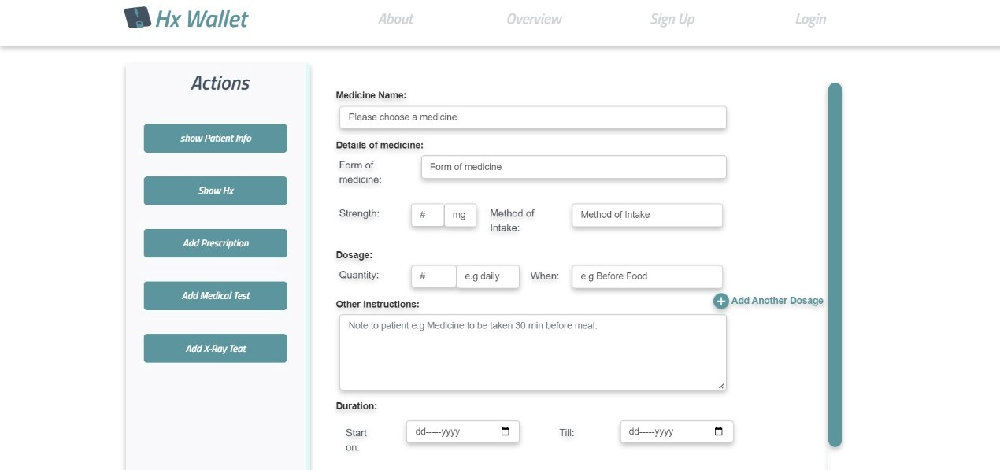 Hx Wallet
About
Overview
Sign Up
Login
Actions
show Patient Info
Show Hx
Add Prescription
Add Medical Test
Add X-Ray Teat
Medicine Name:
Please choose a medicine
Details of medicine:
Form of
medicine:
Form of medicine
Strength:
#
mg
Method of
Intake:
Method of Intake
Dosage:
Quantity:
#
e.g daily
When:
e.g Before Food
Add Another Dosage
Other Instructions:
Note to patient e.g Medicine to be taken 30 min before meal.
Duration:
Start
on:
dd-----yyyy
Till:
dd-----yyyy